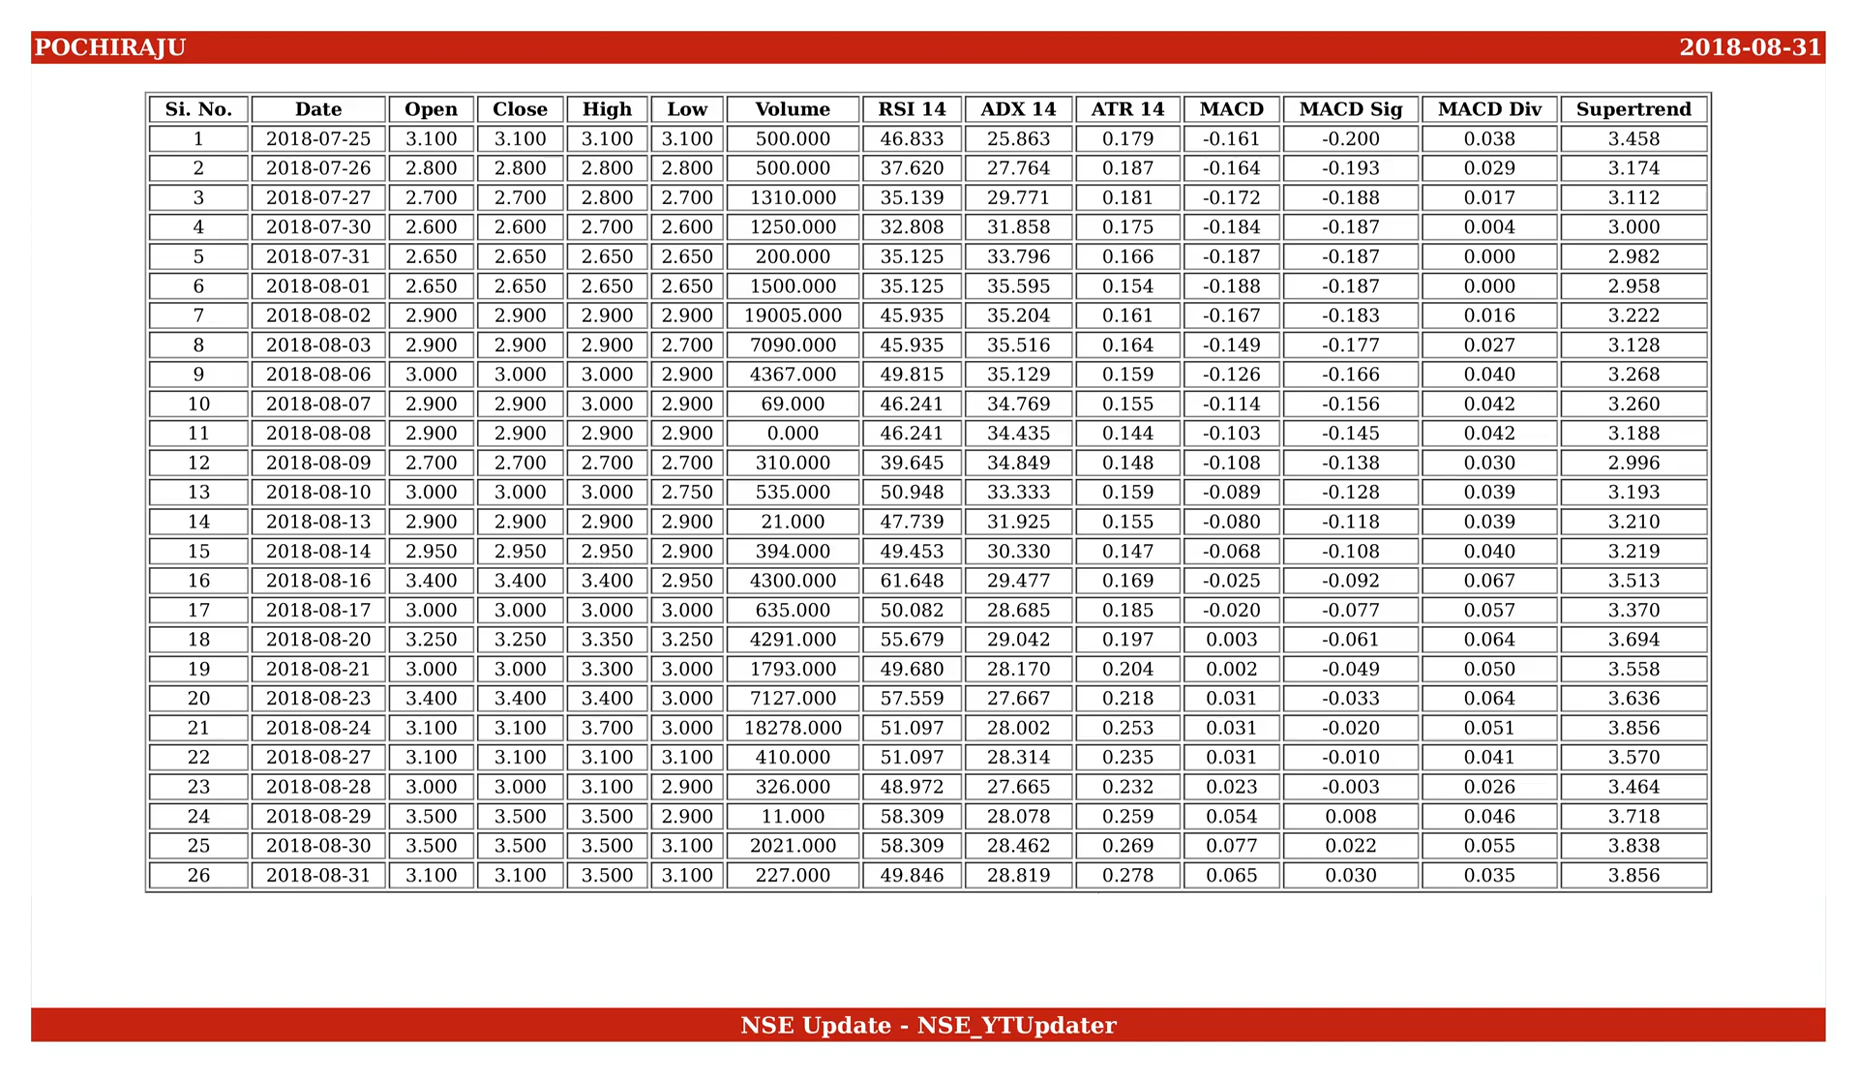 POCHIRAJU 2018-08-31
Si. No. Date Open Close High Low Volume RSI 14 ADX 14 ATR 14 MACD MACD Sig MACD Div Supertrend
1 2018-07-25 3.100 3.100 3.100 3.100 500.000 46.833 25.863 0.179 -0.161 -0.200 0.038 3.458
2 2018-07-26 2.800 2.800 2.800 2.800 500.000 37.620 27.764 0.187 -0.164 -0.193 0.029 3.174
3 2018-07-27 2.700 2.700 2.800 2.700 1310.000 35.139 29.771 0.181 -0.172 -0.188 0.017 3.112
4 2018-07-30 2.600 2.600 2.700 2.600 1250.000 32.808 31.858 0.175 -0.184 -0.187 0.004 3.000
5 2018-07-31 2.650 2.650 2.650 2.650 200.000 35.125 33.796 0.166 -0.187 -0.187 0.000 2.982
6 2018-08-01 2.650 2.650 2.650 2.650 1500.000 35.125 35.595 0.154 -0.188 -0.187 0.000 2.958
7 2018-08-02 2.900 2.900 2.900 2.900 19005.000 45.935 35.204 0.161 -0.167 -0.183 0.016 3.222
8 2018-08-03 2.900 2.900 2.900 2.700 7090.000 45.935 35.516 0.164 -0.149 -0.177 0.027 3.128
9 2018-08-06 3.000 3.000 3.000 2.900 4367.000 49.815 35.129 0.159 -0.126 -0.166 0.040 3.268
10 2018-08-07 2.900 2.900 3.000 2.900 69.000 46.241 34.769 0.155 -0.114 -0.156 0.042 3.260
11 2018-08-08 2.900 2.900 2.900 2.900 0.000 46.241 34.435 0.144 -0.103 -0.145 0.042 3.188
12 2018-08-09 2.700 2.700 2.700 2.700 310.000 39.645 34.849 0.148 -0.108 -0.138 0.030 2.996
13 2018-08-10 3.000 3.000 3.000 2.750 535.000 50.948 33.333 0.159 -0.089 -0.128 0.039 3.193
14 2018-08-13 2.900 2.900 2.900 2.900 21.000 47.739 31.925 0.155 -0.080 -0.118 0.039 3.210
15 2018-08-14 2.950 2.950 2.950 2.900 394.000 49.453 30.330 0.147 -0.068 -0.108 0.040 3.219
16 2018-08-16 3.400 3.400 3.400 2.950 4300.000 61.648 29.477 0.169 -0.025 -0.092 0.067 3.513
17 2018-08-17 3.000 3.000 3.000 3.000 635.000 50.082 28.685 0.185 -0.020 -0.077 0.057 3.370
18 2018-08-20 3.250 3.250 3.350 3.250 4291.000 55.679 29.042 0.197 0.003 -0.061 0.064 3.694
19 2018-08-21 3.000 3.000 3.300 3.000 1793.000 49.680 28.170 0.204 0.002 -0.049 0.050 3.558
20 2018-08-23 3.400 3.400 3.400 3.000 7127.000 57.559 27.667 0.218 0.031 -0.033 0.064 3.636
21 2018-08-24 3.100 3.100 3.700 3.000 18278.000 51.097 28.002 0.253 0.031 -0.020 0.051 3.856
22 2018-08-27 3.100 3.100 3.100 3.100 410.000 51.097 28.314 0.235 0.031 -0.010 0.041 3.570
23 2018-08-28 3.000 3.000 3.100 2.900 326.000 48.972 27.665 0.232 0.023 -0.003 0.026 3.464
24 2018-08-29 3.500 3.500 3.500 2.900 11.000 58.309 28.078 0.259 0.054 0.008 0.046 3.718
25 2018-08-30 3.500 3.500 3.500 3.100 2021.000 58.309 28.462 0.269 0.077 0.022 0.055 3.838
26 2018-08-31 3.100 3.100 3.500 3.100 227.000 49.846 28.819 0.278 0.065 0.030 0.035 3.856
NSE Update - NSE_YTUpdater